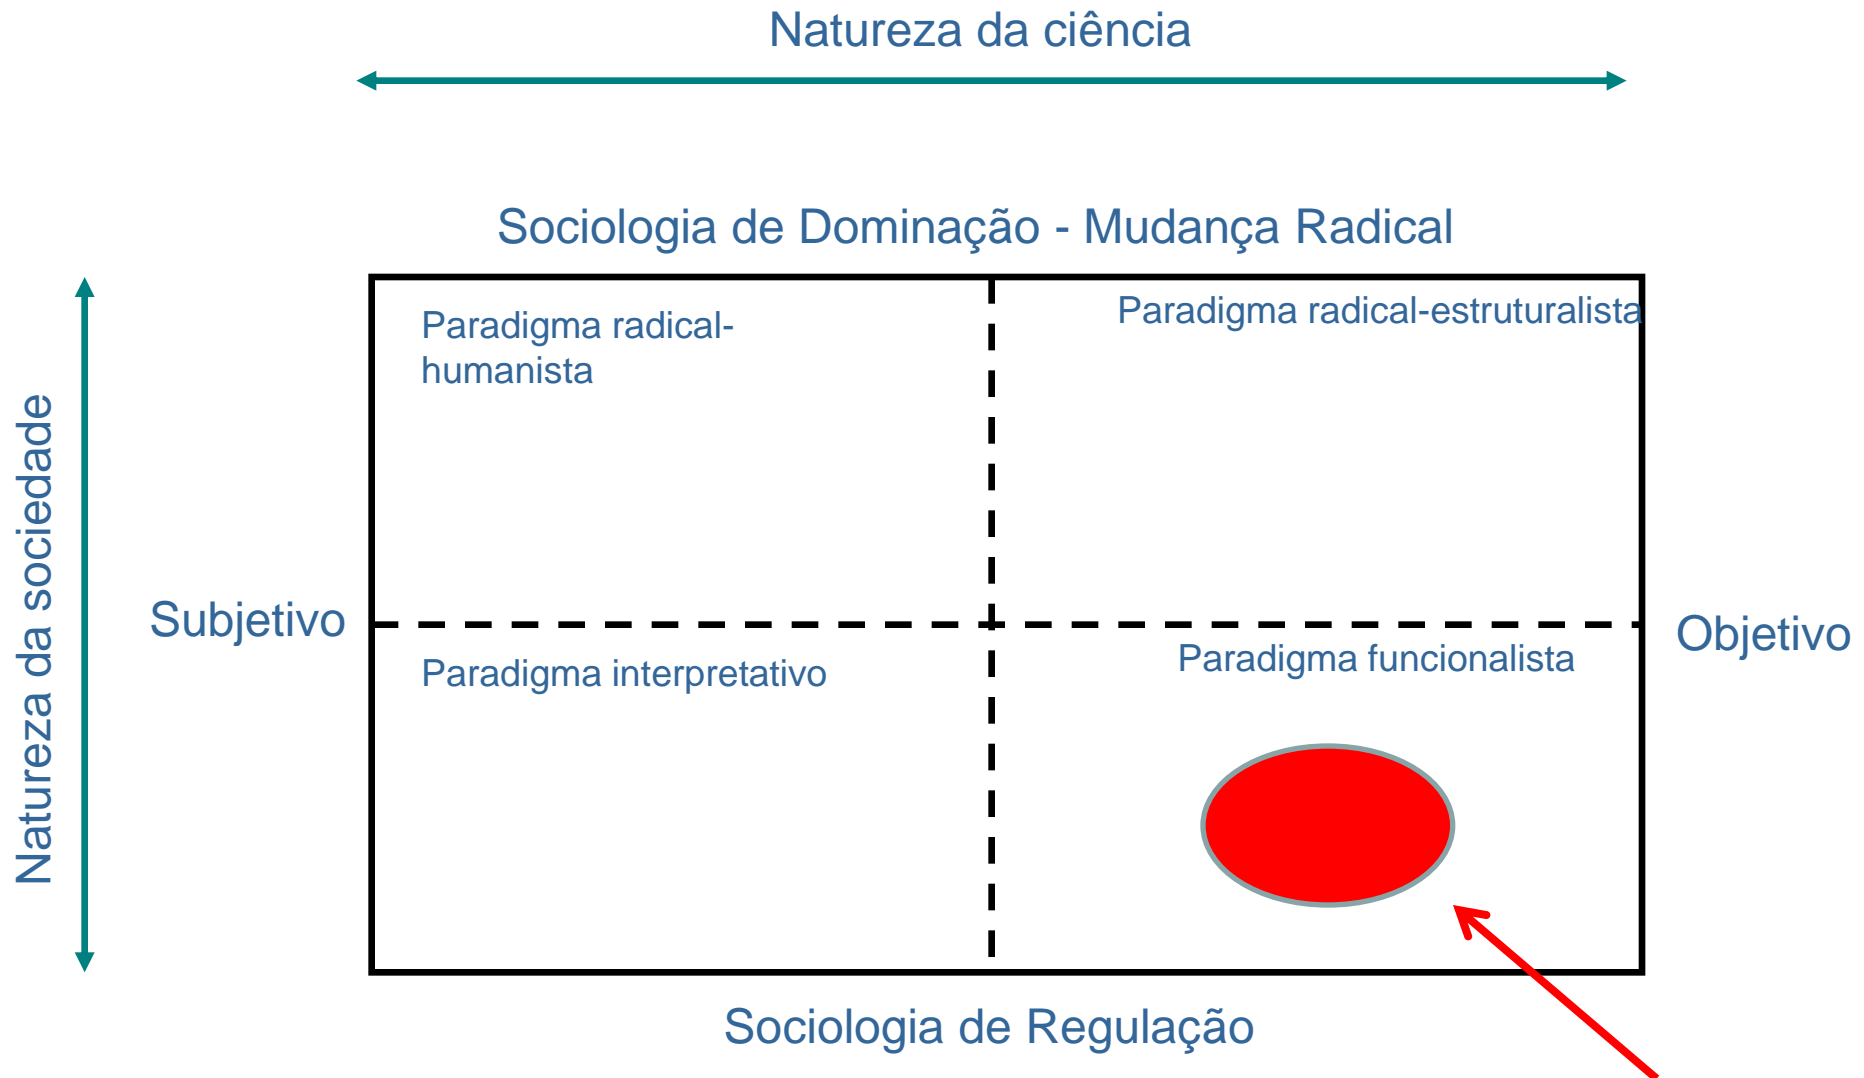 Natureza da ciência
Sociologia de Dominação - Mudança Radical
Paradigma radical-
humanista
Paradigma radical-estruturalista
Natureza da sociedade
Subjetivo
Objetivo
Paradigma interpretativo
Paradigma funcionalista
Sociologia de Regulação